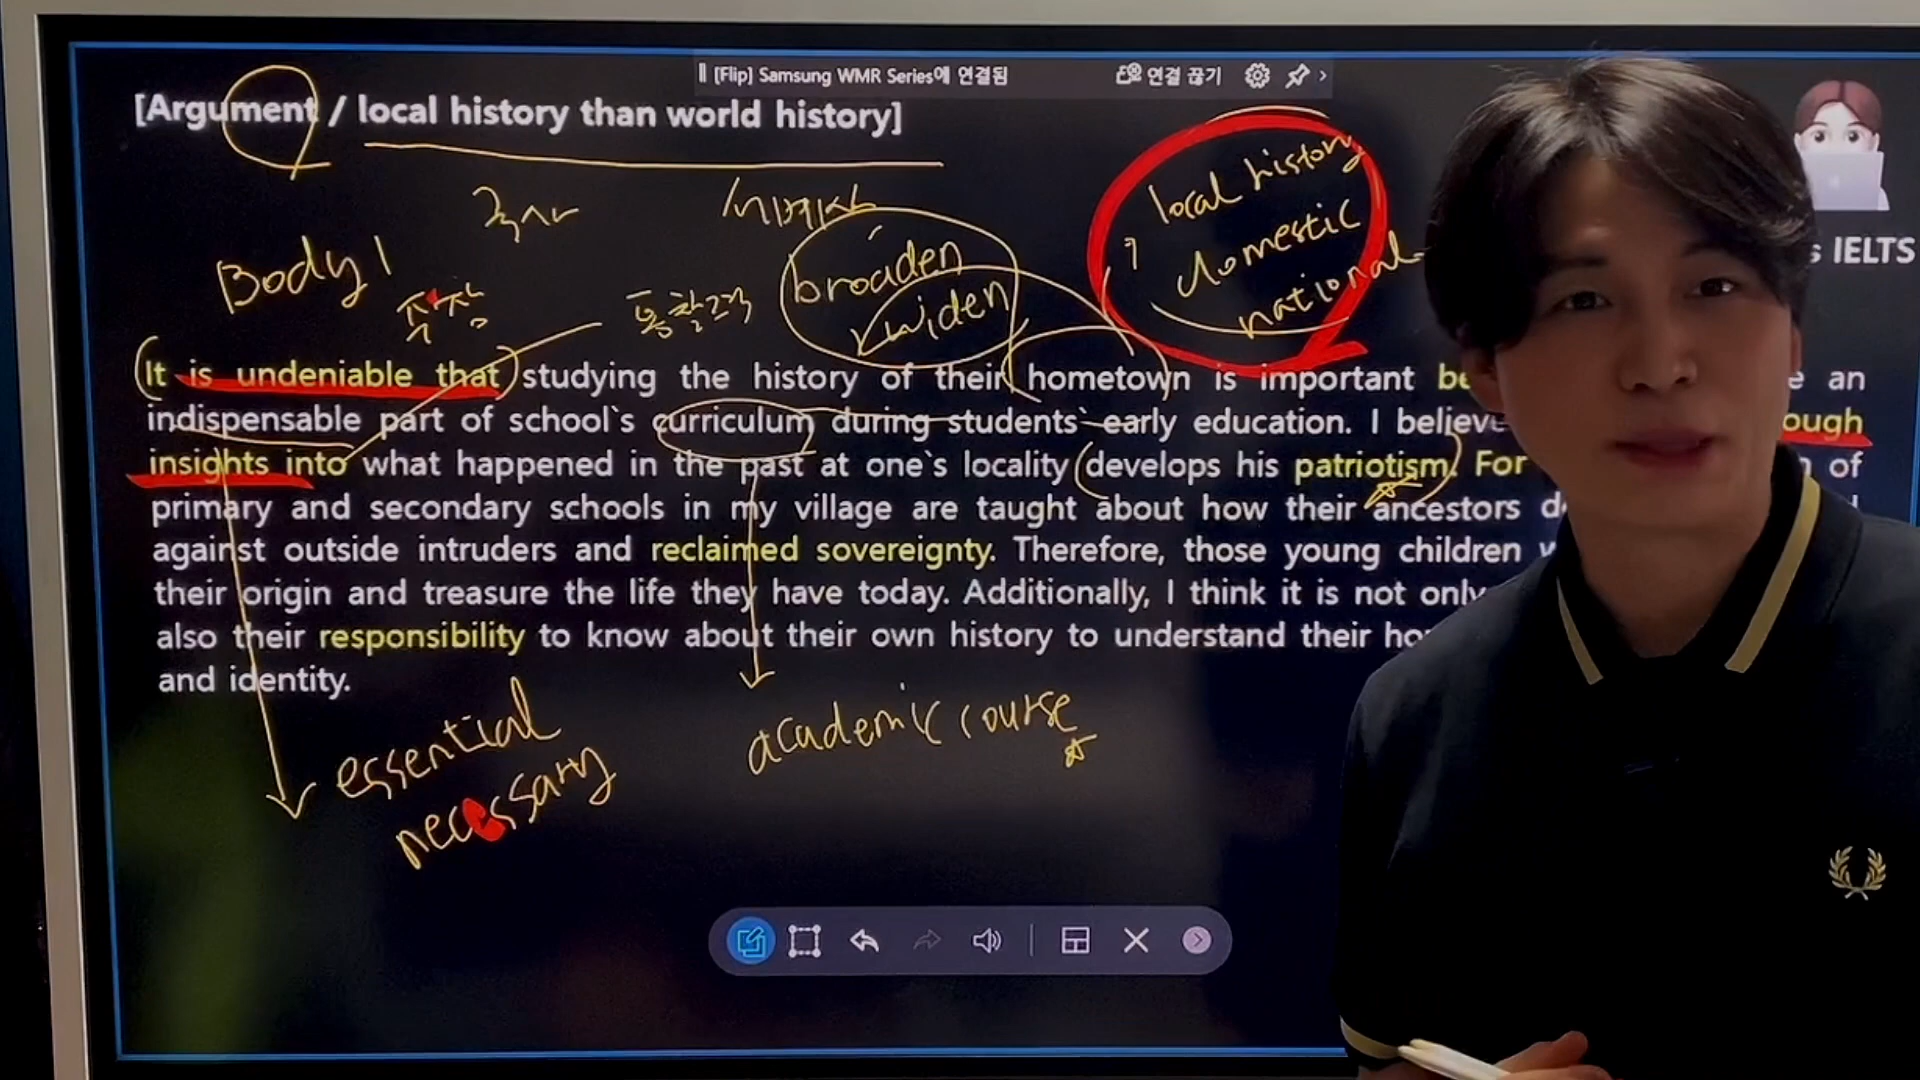 [Flip] Samsung WMR Series에 연결됨 연결 끊기
[Argument / local history than world history]
local history
국사 세계사
domestic
national
Body 1
broaden
widen
주장 통찰력
s IELTS
It is undeniable that studying the history of their hometown is important be e an
indispensable part of school`s curriculum during students` early education. I believe ough
insights into what happened in the past at one`s locality develops his patriotism. For of
primary and secondary schools in my village are taught about how their ancestors d
against outside intruders and reclaimed sovereignty. Therefore, those young children w
their origin and treasure the life they have today. Additionally, I think it is not only
also their responsibility to know about their own history to understand their ho
and identity.
essential
necessary
academic course